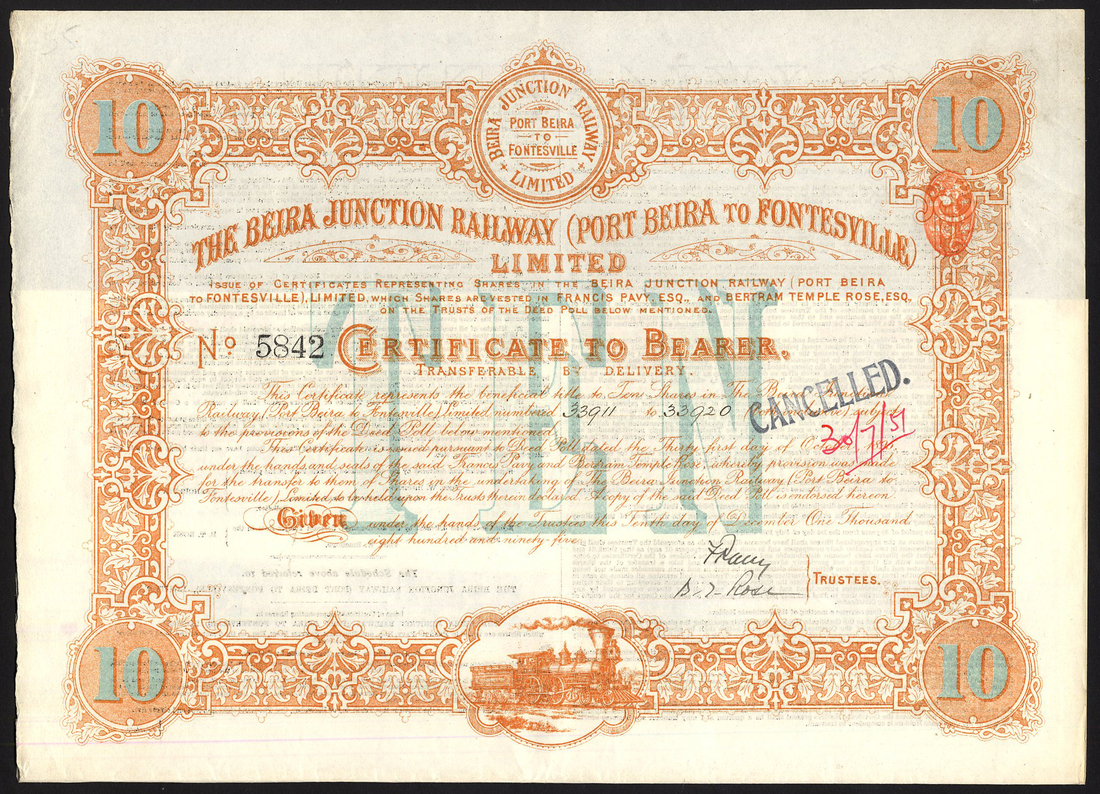 10
BEIRA JUNCTION RAILWAY
PORT BEIRA
TO
FONTESVILLE
LIMITED
10
THE BEIRA JUNCTION RAILWAY (PORT BEIRA TO FONTESVILLE)
LIMITED
ISSUE OF CERTIFICATES REPRESENTING SHARES IN THE BEIRA JUNCTION RAILWAY (PORT BEIRA
TO FONTESVILLE), LIMITED, WHICH SHARES ARE VESTED IN FRANCIS PAVY, ESQ., AND BERTRAM TEMPLE ROSE, ESQ.
ON THE TRUSTS OF THE DEED POLL BELOW MENTIONED.
TEN
No 5842 CERTIFICATE TO BEARER.
TRANSFERABLE BY DELIVERY.
This Certificate represents the beneficial title to Ten Shares in The
Railway (Port Beira to Fontesville) Limited numbered 33911 to 33920
to the provisions of the Deed Poll below mentioned.
This Certificate is issued pursuant to Deed Poll dated the Thirty first day of
under the hands and seals of the said Francis Pavy and Bertram Temple Rose whereby provision was made
for the transfer to them of Shares in the undertaking of The Beira Junction Railway (Port Beira to
Fontesville) Limited, to be held upon the Trusts therein declared. A copy of the said Deed Poll is endorsed hereon.
CANCELLED.
30/7/51
Given under the hands of the Trustees this Tenth day of December One Thousand
eight hundred and ninety five.
F Pavy
B. T. Rose
TRUSTEES.
10
10